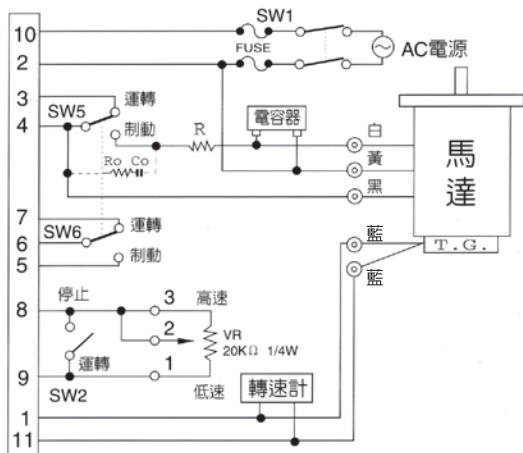 10
SW1
FUSE
AC電源
2
3
SW5
運轉
4
制動
R
電容器
白
黃
黑
馬達
Ro Co
7
運轉
6
SW6
制動
5
藍
藍
T.G.
8
停止
3
高速
2
VR
20KΩ 1/4W
運轉
1
9
SW2
低速
轉速計
1
11